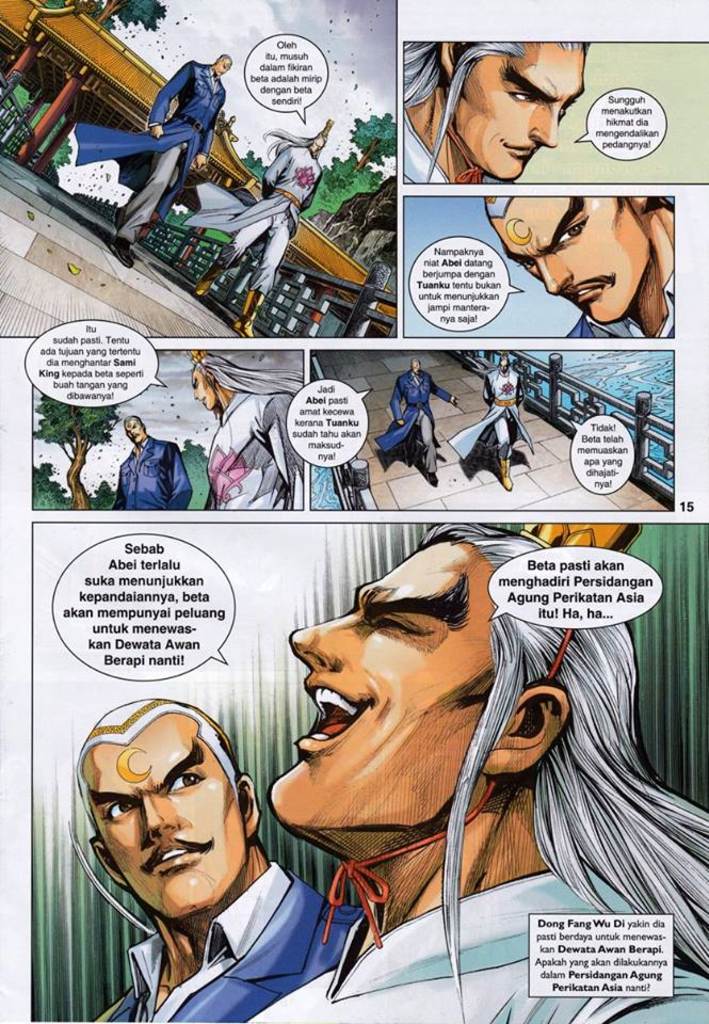 Oleh
itu, musuh
dalam fikiran
beta adalah mirip
dengan beta
sendiri!
Sungguh
menakutkan
hikmat dia
mengendalikan
pedangnya!
Nampaknya
niat Abei datang
berjumpa dengan
Tuanku tentu bukan
untuk menunjukkan
jampi mantera-
nya saja!
Itu
sudah pasti. Tentu
ada tujuan yang tertentu
dia menghantar Sami
King kepada beta seperti
buah tangan yang
dibawanya!
Jadi
Abei pasti
amat kecewa
kerana Tuanku
sudah tahu akan
maksud-
nya!
Tidak!
Beta telah
memuaskan
apa yang
dihajati-
nya!
15
Sebab
Abei terlalu
suka menunjukkan
kepandaiannya, beta
akan mempunyai peluang
untuk menewas-
kan Dewata Awan
Berapi nanti!
Beta pasti akan
menghadiri Persidangan
Agung Perikatan Asia
itu! Ha, ha...
Dong Fang Wu Di yakin dia
pasti berdaya untuk menewas-
kan Dewata Awan Berapi.
Apakah yang akan dilakukannya
dalam Persidangan Agung
Perikatan Asia nanti?